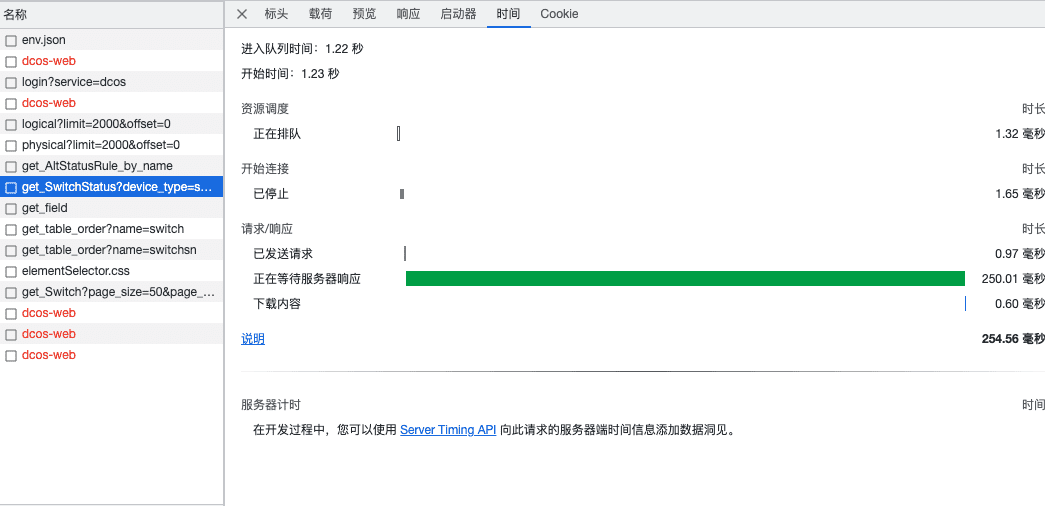 名称
env.json
dcos-web
login?service=dcos
dcos-web
logical?limit=2000&offset=0
physical?limit=2000&offset=0
get_AltStatusRule_by_name
get_SwitchStatus?device_type=s...
get_field
get_table_order?name=switch
get_table_order?name=switchsn
elementSelector.css
get_Switch?page_size=50&page_...
dcos-web
dcos-web
dcos-web
标头 载荷 预览 响应 启动器 时间 Cookie
进入队列时间：1.22 秒
开始时间：1.23 秒
资源调度 时长
正在排队 1.32 毫秒
开始连接 时长
已停止 1.65 毫秒
请求/响应 时长
已发送请求 0.97 毫秒
正在等待服务器响应 250.01 毫秒
下载内容 0.60 毫秒
说明 254.56 毫秒
服务器计时 时间
在开发过程中，您可以使用 Server Timing API 向此请求的服务器端时间信息添加数据洞见。